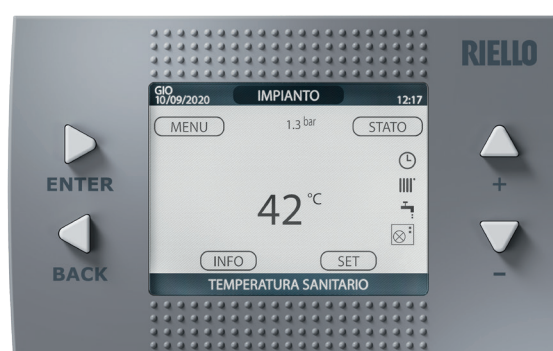 RIELLO
GIO
10/09/2020
IMPIANTO
12:17
MENU
1.3 bar
STATO
ENTER
+
42 °C
BACK
INFO
SET
-
TEMPERATURA SANITARIO